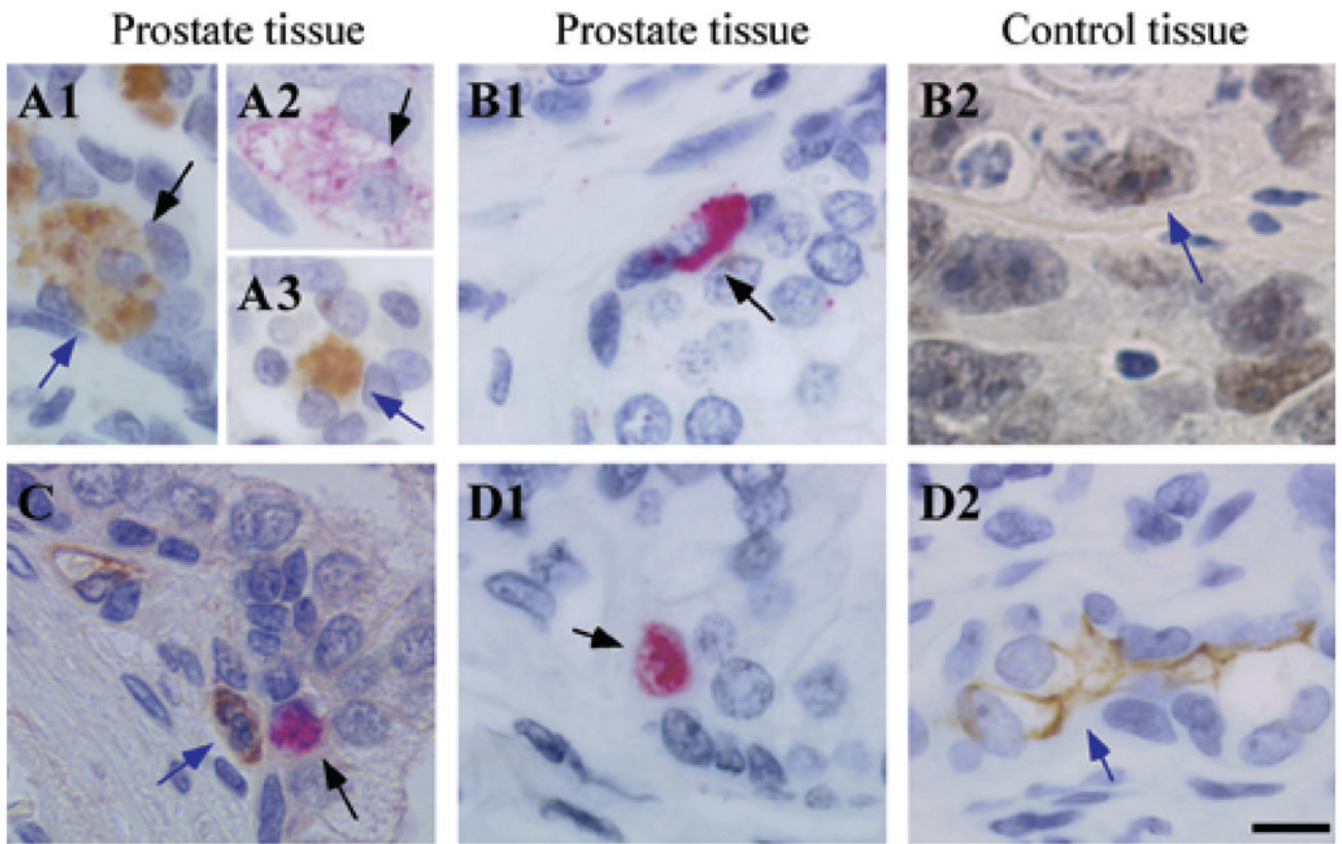 Prostate tissue Prostate tissue Control tissue
A1 A2 B1 B2
A3
C D1 D2